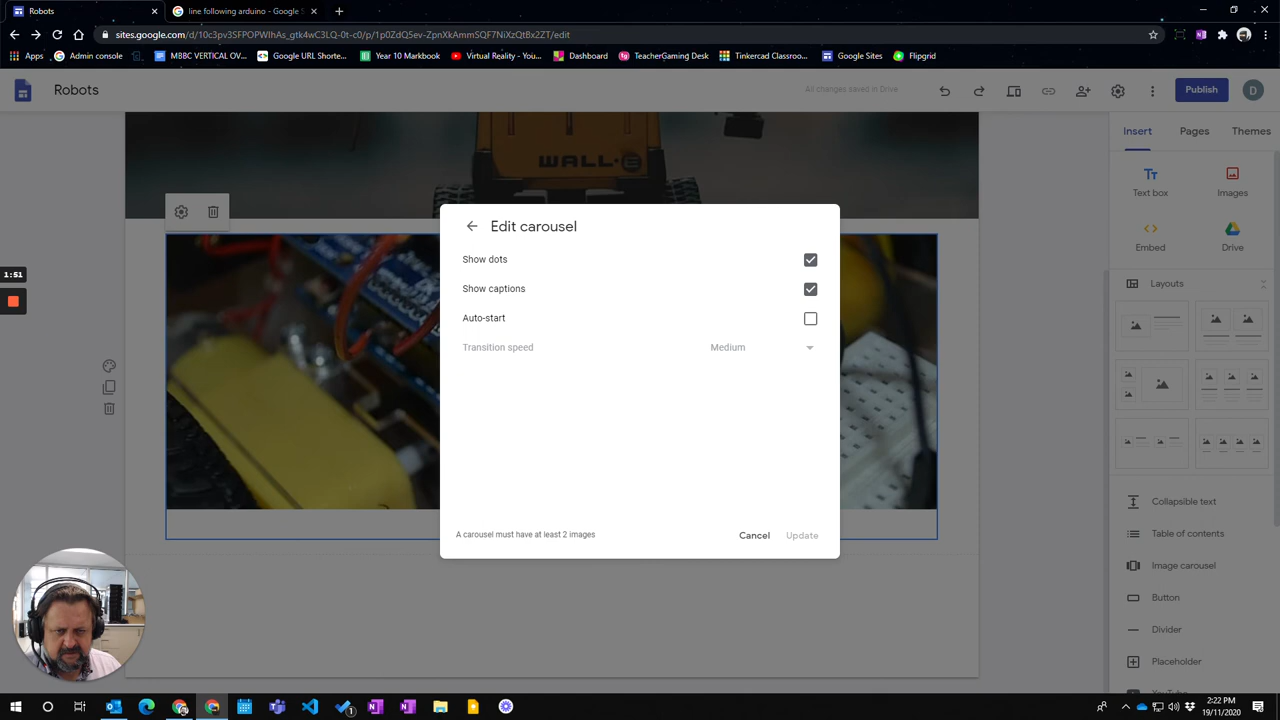 Robots
line following arduino - Google S
sites.google.com/d/10c3pv3SFPOPWIhAs_gtk4wC3LQ-0t-c0/p/1p0ZdQ5ev-ZpnXkAmmSQF7NiXzQtBx2ZT/edit
Apps
Admin console
MBBC VERTICAL OV...
Google URL Shorte...
Year 10 Markbook
Virtual Reality - You...
Dashboard
TeacherGaming Desk
Tinkercad Classroo...
Google Sites
Flipgrid
Robots
All changes saved in Drive
Publish
D
Insert
Pages
Themes
WALL·E
Tt
Text box
Images
Embed
Drive
Edit carousel
Show dots
Show captions
Auto-start
Transition speed
Medium
A carousel must have at least 2 images
Cancel
Update
1:51
Layouts
Collapsible text
Table of contents
Image carousel
Button
Divider
Placeholder
YouTube
2:22 PM
19/11/2020